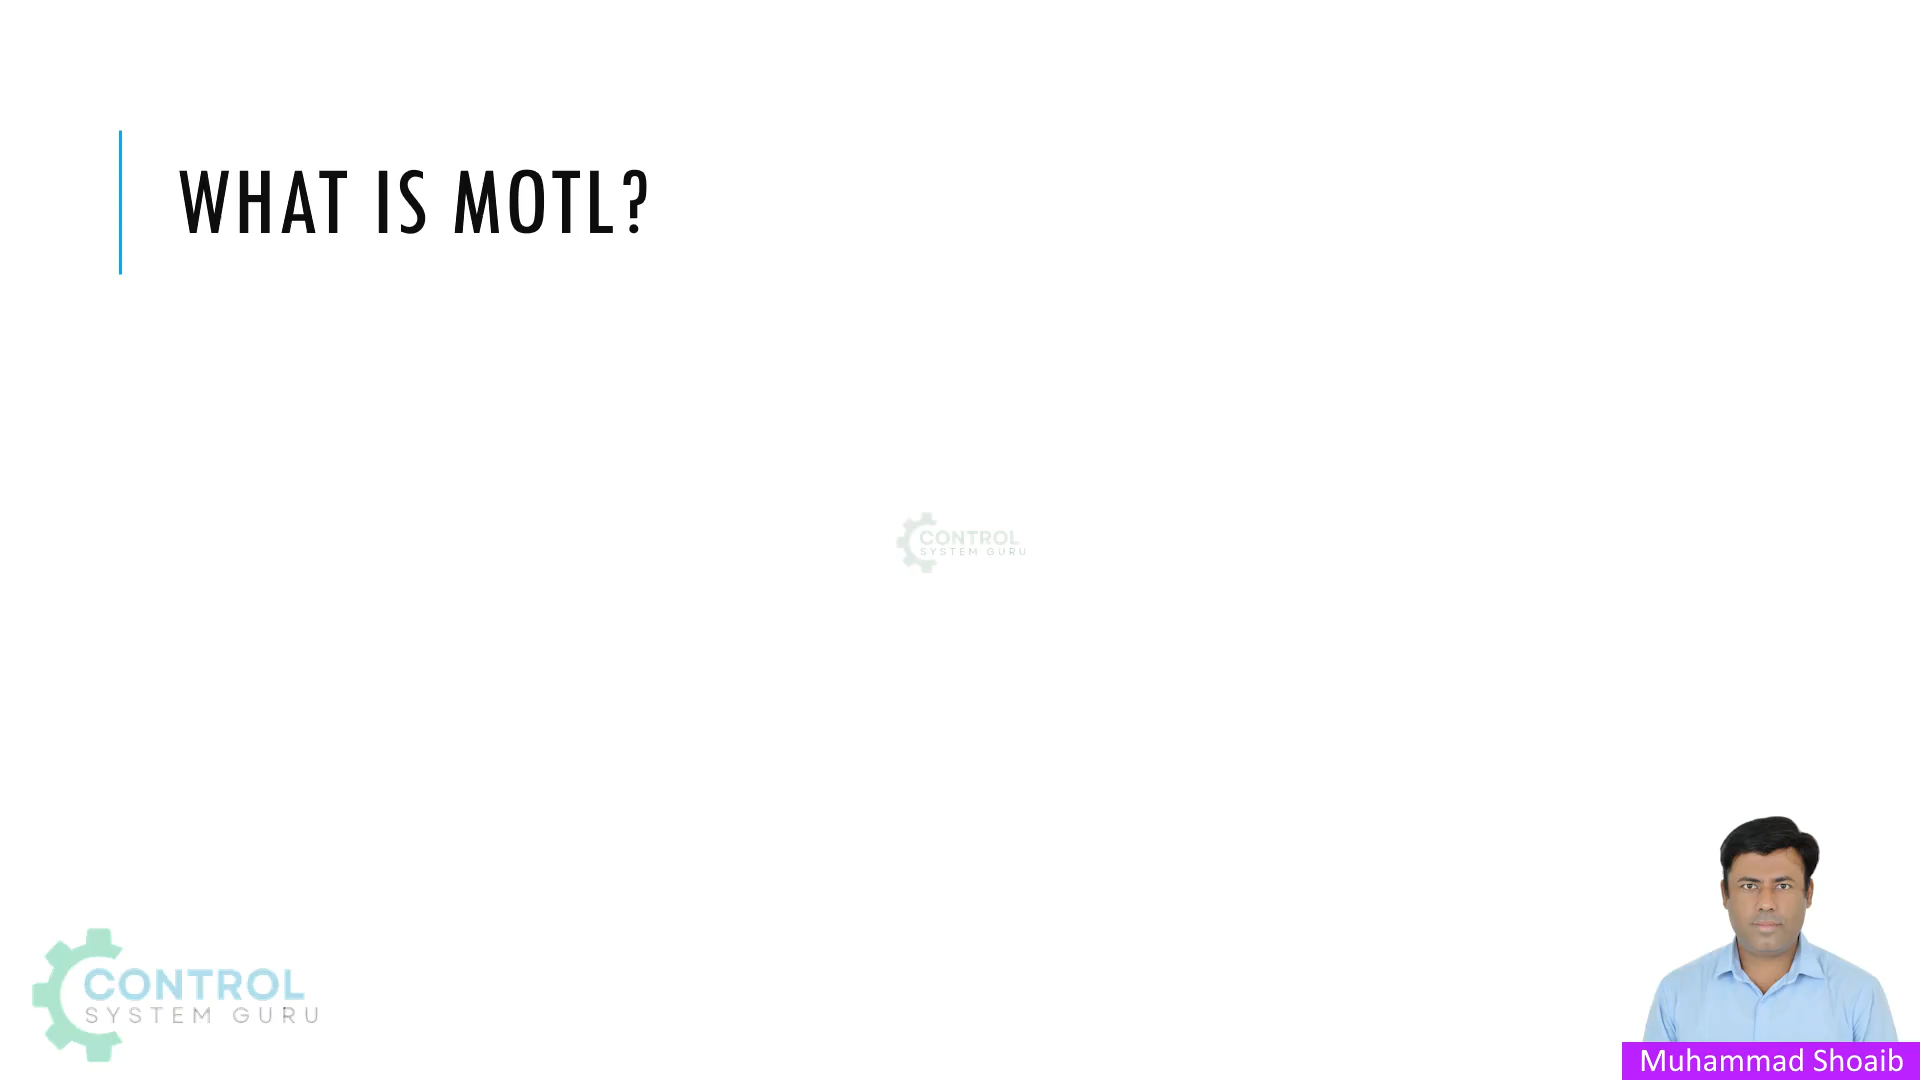 WHAT IS MOTL?
CONTROL
SYSTEM GURU
CONTROL
SYSTEM GURU
Muhammad Shoaib